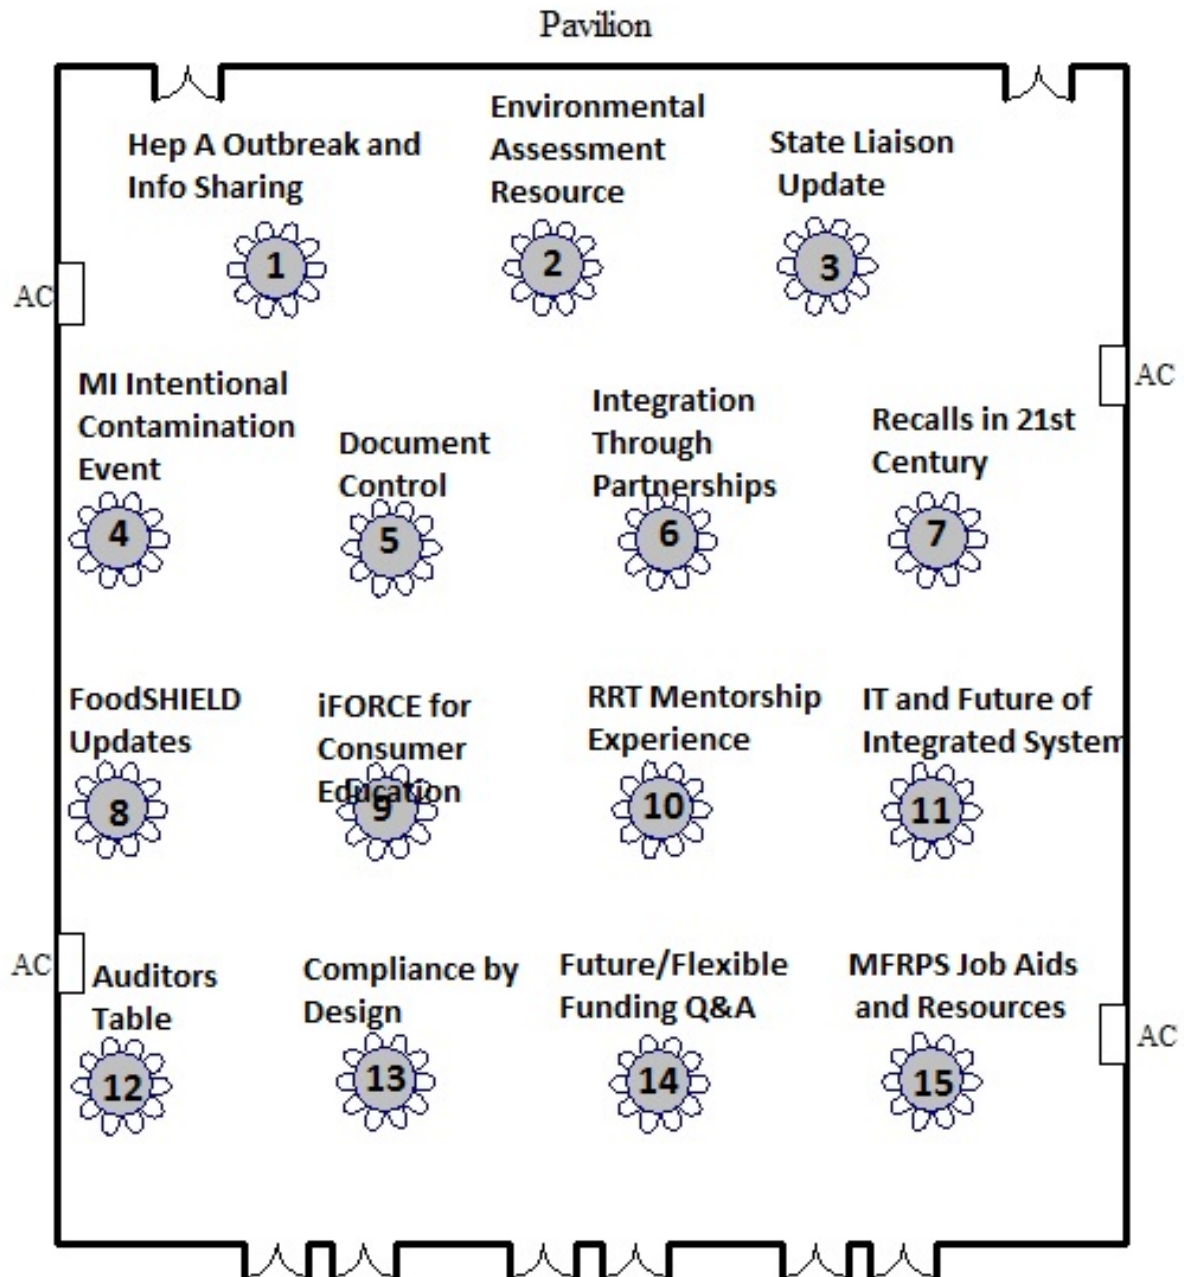 Pavilion
Hep A Outbreak and
Info Sharing
1
Environmental
Assessment
Resource
2
State Liaison
Update
3
AC
AC
MI Intentional
Contamination
Event
4
Document
Control
5
Integration
Through
Partnerships
6
Recalls in 21st
Century
7
FoodSHIELD
Updates
8
iFORCE for
Consumer
Education
9
RRT Mentorship
Experience
10
IT and Future of
Integrated System
11
AC
Auditors
Table
12
Compliance by
Design
13
Future/Flexible
Funding Q&A
14
MFRPS Job Aids
and Resources
15
AC